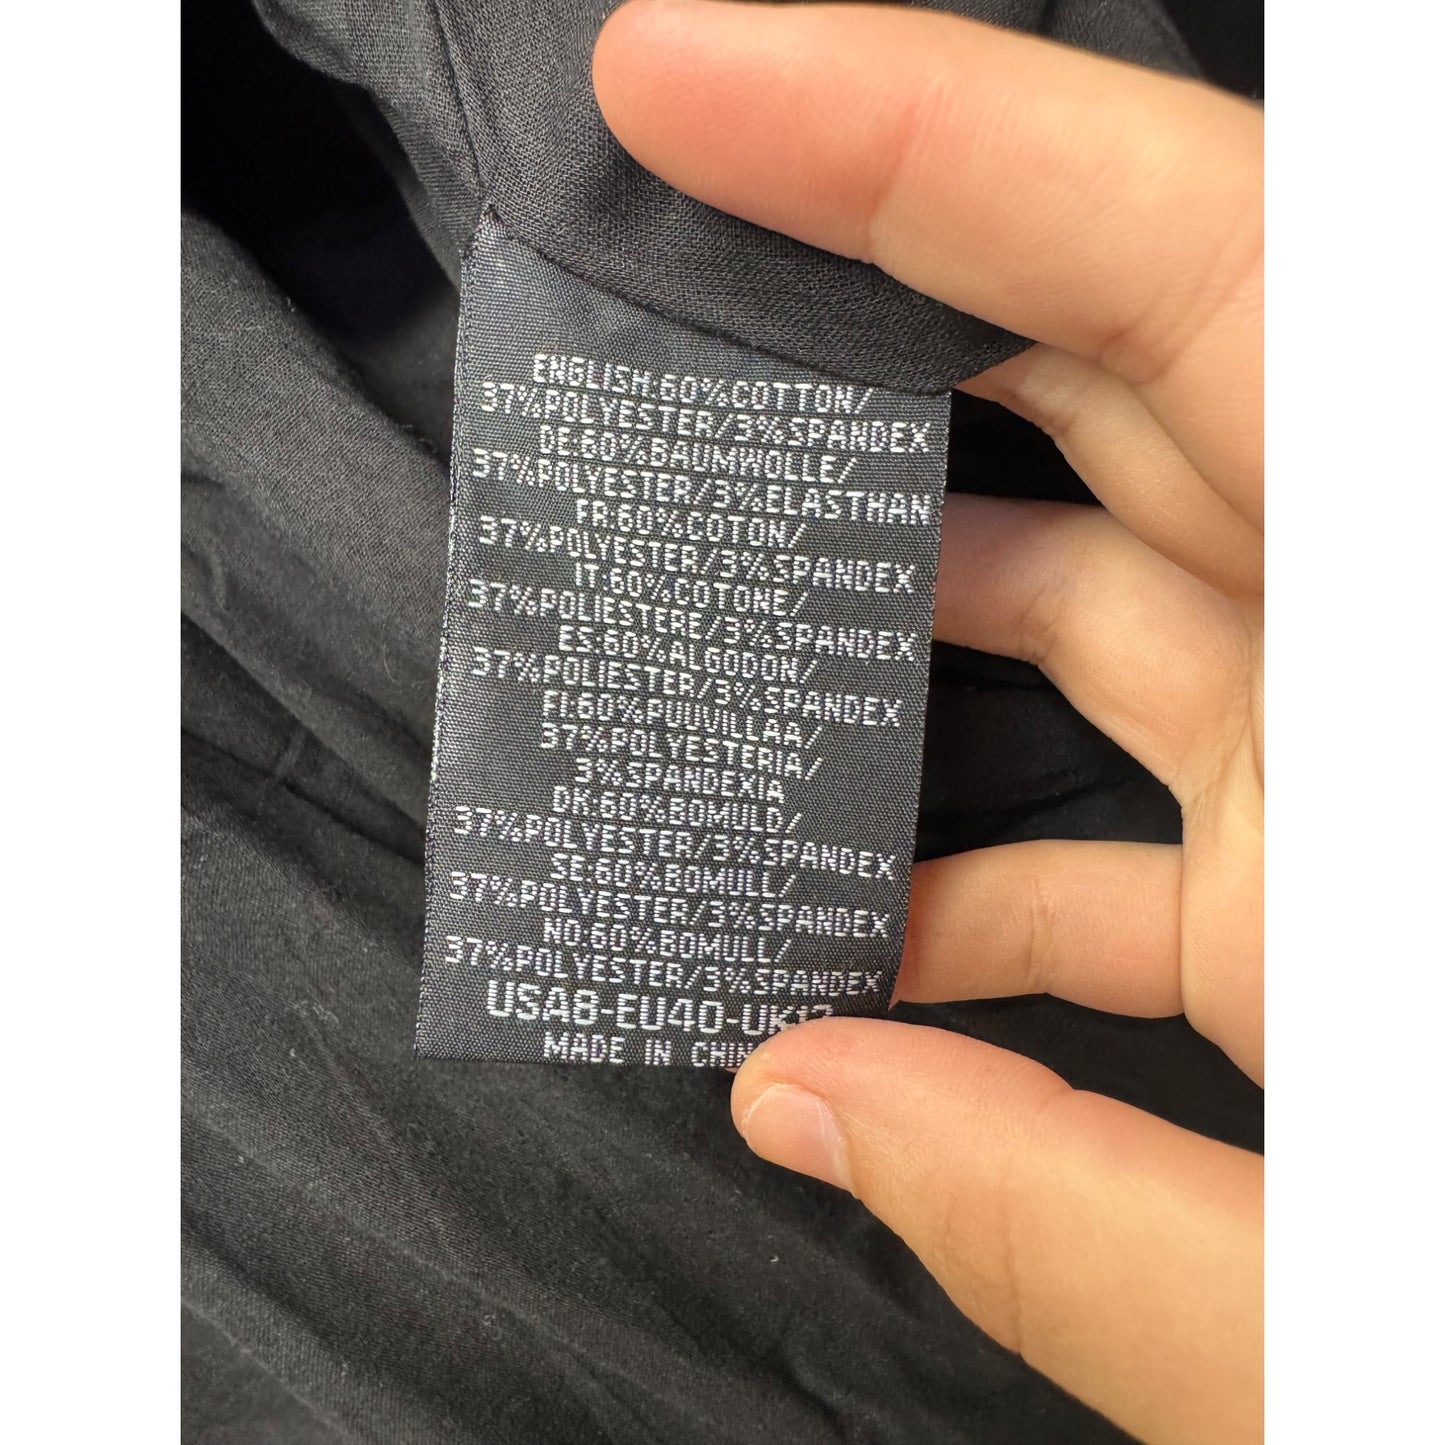 ENGLISH:60%COTTON/
37%POLYESTER/3%SPANDEX
DE:60%BAUMWOLLE/
37%POLYESTER/3%ELASTHAN
FR:60%COTON/
37%POLYESTER/3%SPANDEX
IT:60%COTONE/
37%POLIESTERE/3%SPANDEX
ES:60%ALGODON/
37%POLIESTER/3%SPANDEX
FI:60%PUUVILLAA/
37%POLYESTERIA/
3%SPANDEXIA
DK:60%BOMULD/
37%POLYESTER/3%SPANDEX
SE:60%BOMULL/
37%POLYESTER/3%SPANDEX
NO:60%BOMULL/
37%POLYESTER/3%SPANDEX
USA8-EU40-UK12
MADE IN